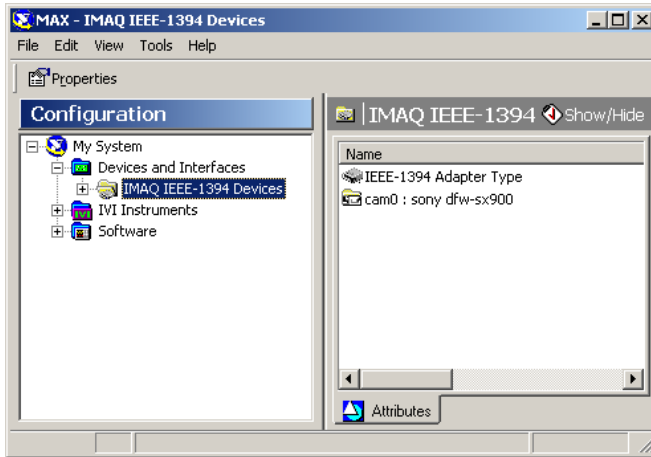 MAX - IMAQ IEEE-1394 Devices
File Edit View Tools Help
Properties
Configuration
My System
Devices and Interfaces
IMAQ IEEE-1394 Devices
IVI Instruments
Software
IMAQ IEEE-1394 Show/Hide
Name
IEEE-1394 Adapter Type
cam0 : sony dfw-sx900
Attributes